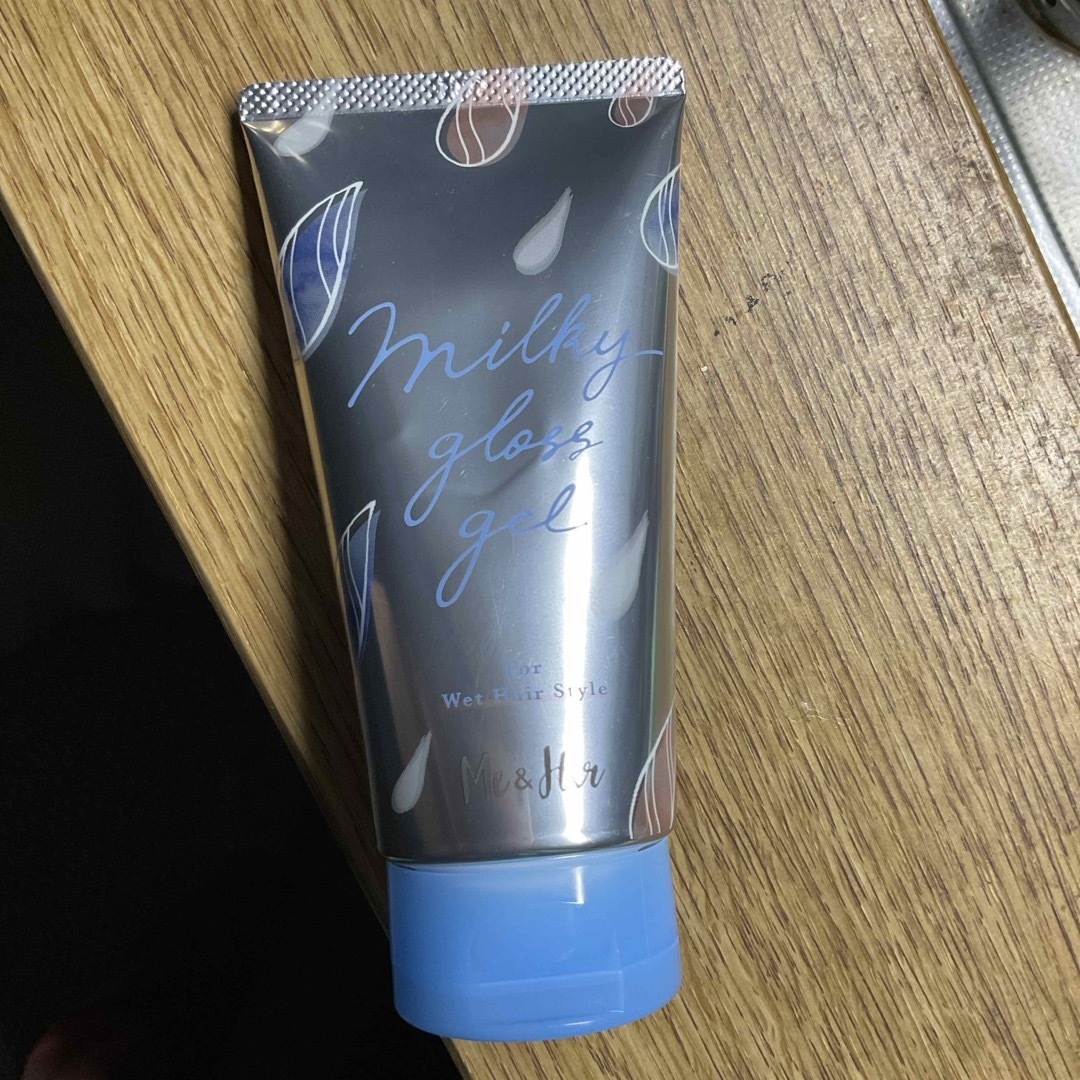 milky
gloss
gel
For
Wet Hair Style
Me & Her